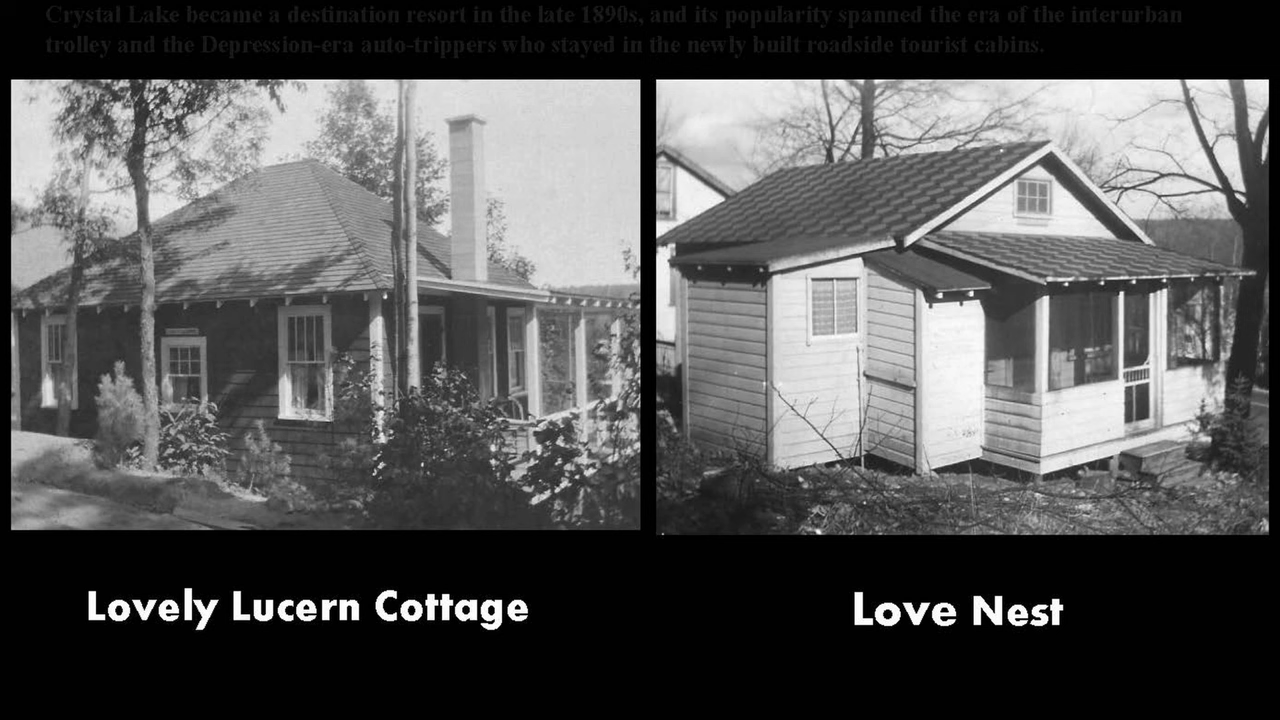 Crystal Lake became a destination resort in the late 1890s, and its popularity spanned the era of the interurban
trolley and the Depression-era auto-trippers who stayed in the newly built roadside tourist cabins.
Lovely Lucern Cottage
Love Nest